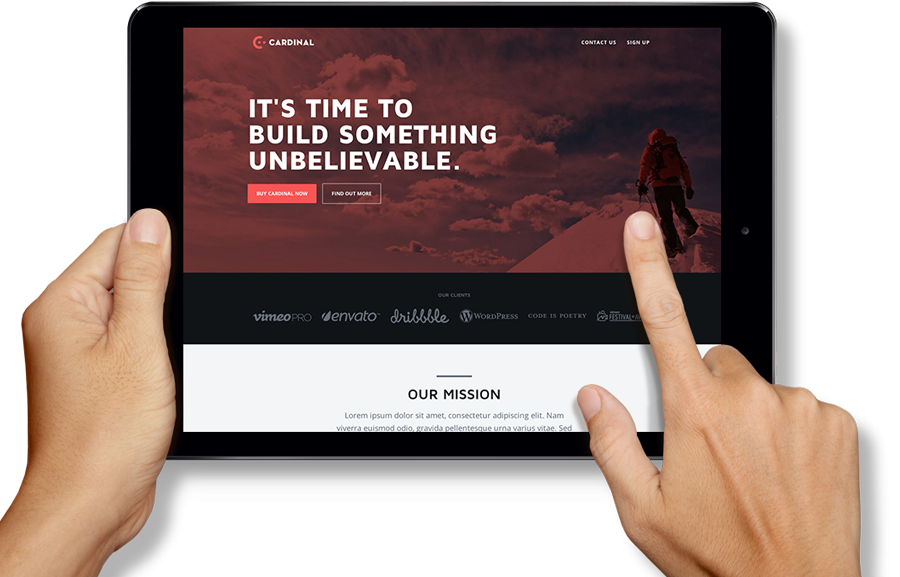 CARDINAL
CONTACT US SIGN UP
IT'S TIME TO
BUILD SOMETHING
UNBELIEVABLE.
BUY CARDINAL NOW FIND OUT MORE
OUR CLIENTS
vimeo PRO envato dribbble WORDPRESS CODE IS POETRY FESTIVAL
OUR MISSION
Lorem ipsum dolor sit amet, consectetur adipiscing elit. Nam
viverra euismod odio, gravida pellentesque urna varius vitae. Sed